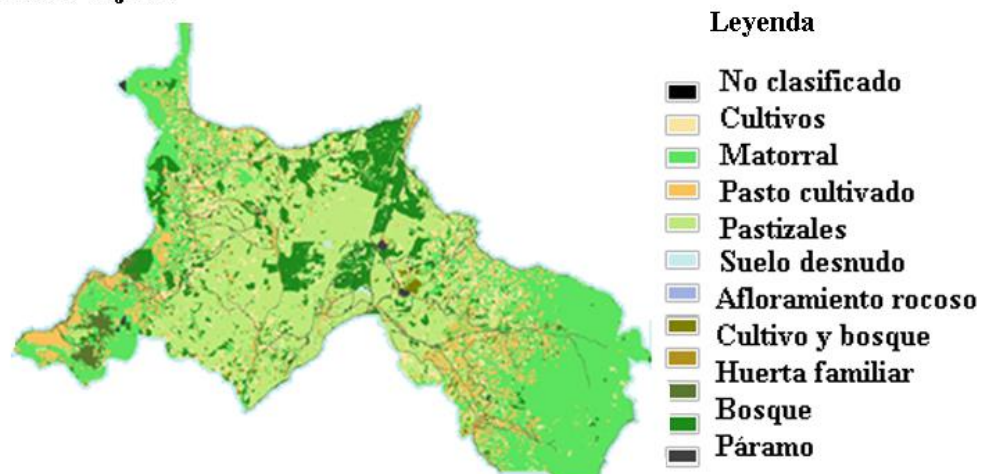 Leyenda
No clasificado
Cultivos
Matorral
Pasto cultivado
Pastizales
Suelo desnudo
Afloramiento rocoso
Cultivo y bosque
Huerta familiar
Bosque
Páramo